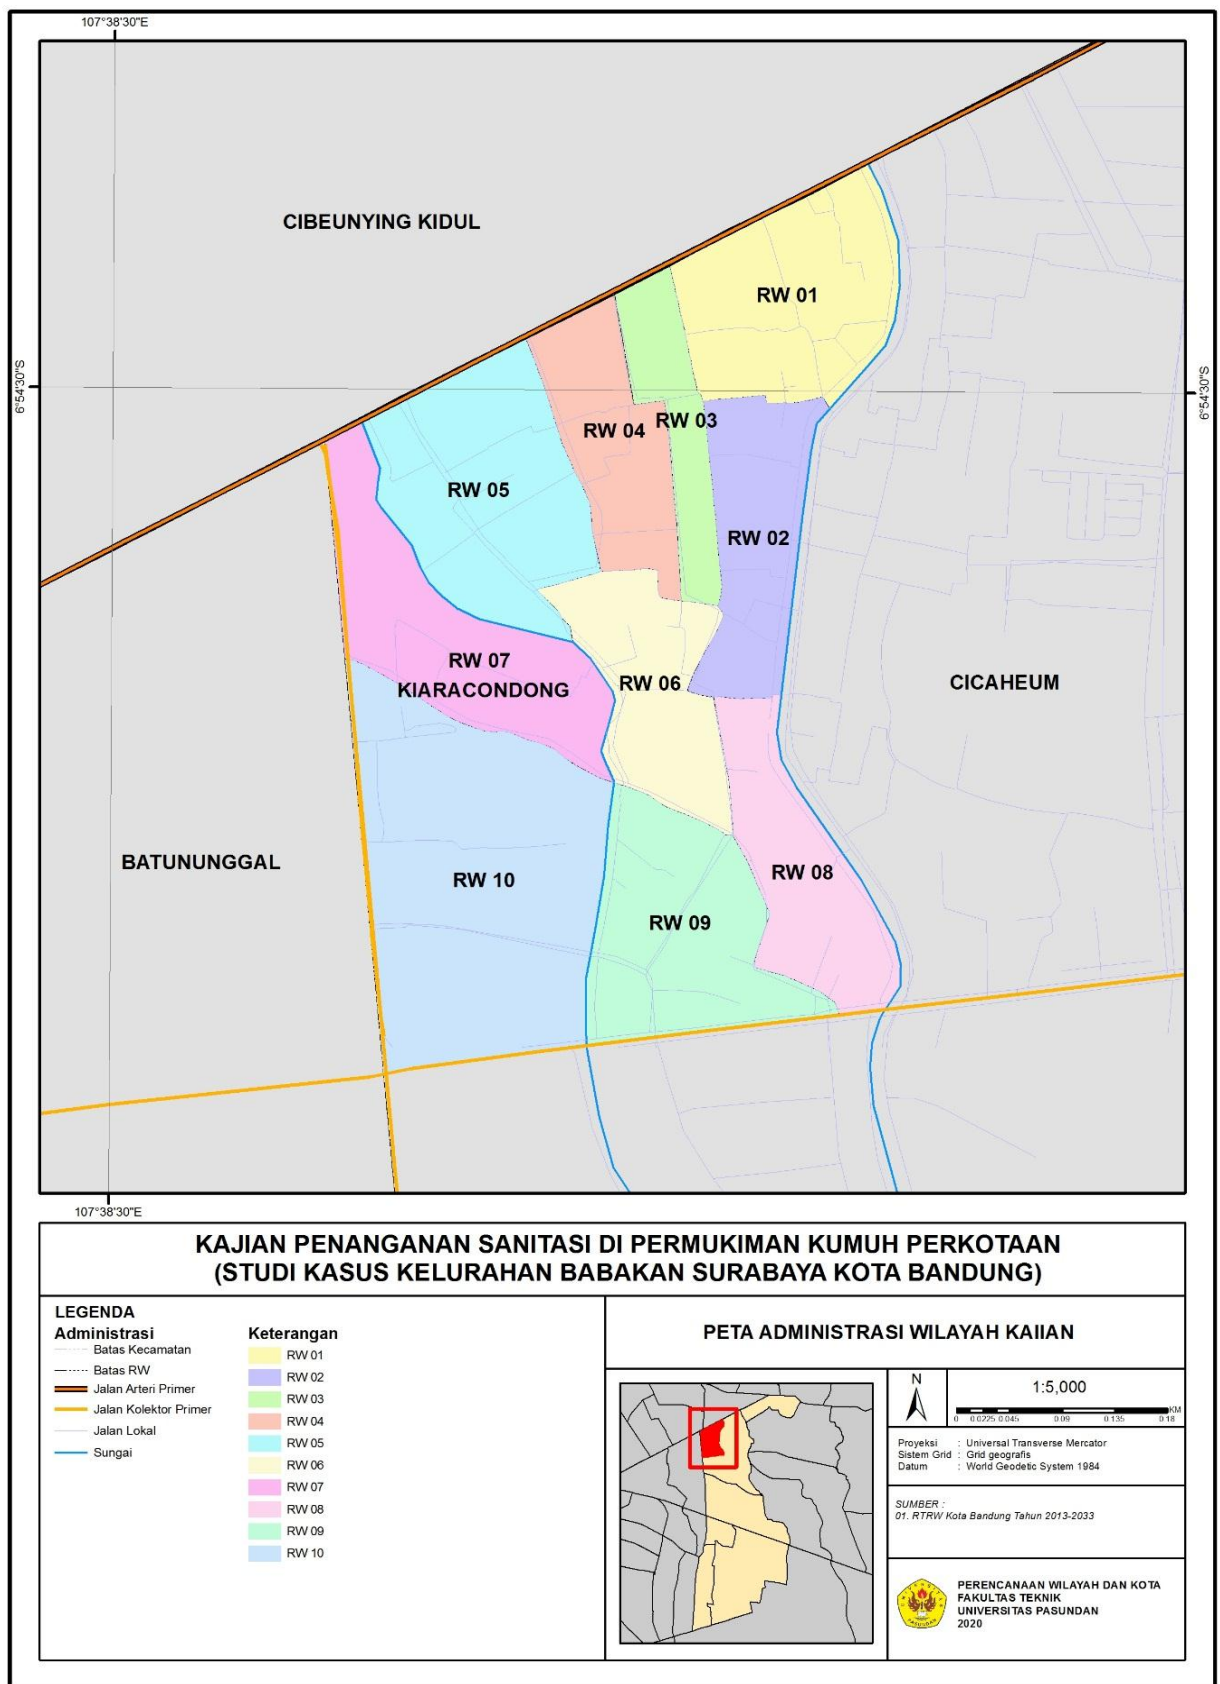 107°38'30"E
CIBEUNYING KIDUL
RW 01
6°54'30"S
6°54'30"S
RW 03
RW 04
RW 05
RW 02
RW 07
RW 06
CICAHEUM
KIARACONDONG
BATUNUNGGAL
RW 08
RW 10
RW 09
107°38'30"E
KAJIAN PENANGANAN SANITASI DI PERMUKIMAN KUMUH PERKOTAAN
(STUDI KASUS KELURAHAN BABAKAN SURABAYA KOTA BANDUNG)
LEGENDA
Administrasi
Batas Kecamatan
Batas RW
Jalan Arteri Primer
Jalan Kolektor Primer
Jalan Lokal
Sungai
Keterangan
RW 01
RW 02
RW 03
RW 04
RW 05
RW 06
RW 07
RW 08
RW 09
RW 10
PETA ADMINISTRASI WILAYAH KAIIAN
N
1:5,000
KM
0 0.0225 0.045 0.09 0.135 0.18
Proyeksi : Universal Transverse Mercator
Sistem Grid : Grid geografis
Datum : World Geodetic System 1984
SUMBER :
01. RTRW Kota Bandung Tahun 2013-2033
PERENCANAAN WILAYAH DAN KOTA
FAKULTAS TEKNIK
UNIVERSITAS PASUNDAN
2020